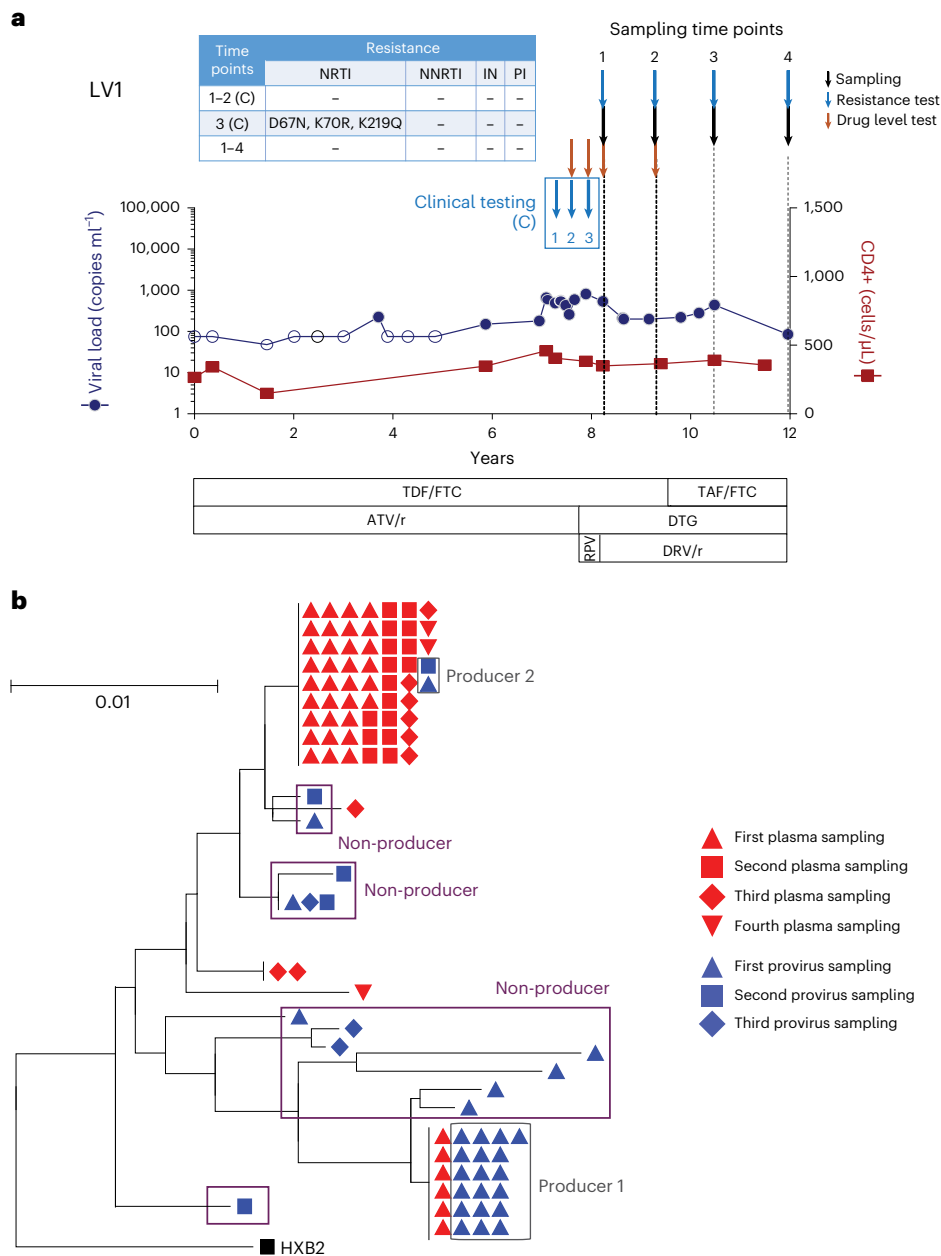 a
LV1
Time points
Resistance
NRTI NNRTI IN PI
1–2 (C) – – – –
3 (C) D67N, K70R, K219Q – – –
1–4 – – – –
Sampling time points
1 2 3 4
Sampling
Resistance test
Drug level test
Clinical testing
(C)
1 2 3
Viral load (copies ml⁻¹)
100,000
10,000
1,000
100
10
1
1,500
1,000
500
0
CD4+ (cells/µL)
0 2 4 6 8 10 12
Years
TDF/FTC TAF/FTC
ATV/r DTG
RPV DRV/r
b
0.01
Producer 2
Non-producer
Non-producer
Non-producer
Producer 1
HXB2
First plasma sampling
Second plasma sampling
Third plasma sampling
Fourth plasma sampling
First provirus sampling
Second provirus sampling
Third provirus sampling